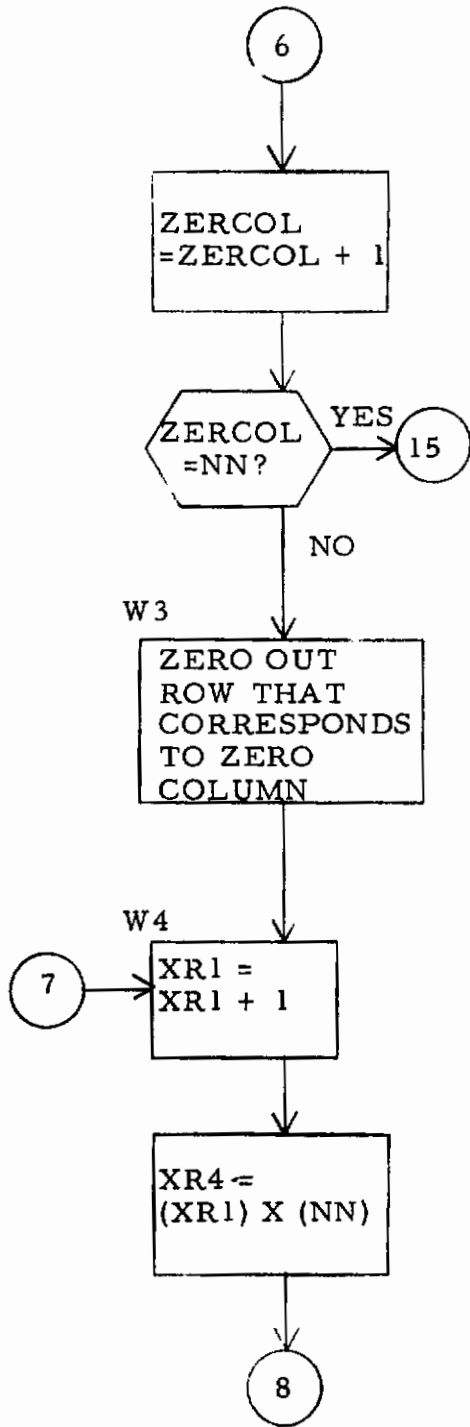 6
ZERCOL
=ZERCOL + 1
ZERCOL
=NN?
YES
15
NO
W3
ZERO OUT
ROW THAT
CORRESPONDS
TO ZERO
COLUMN
W4
7
XR1 =
XR1 + 1
XR4 =
(XR1) X (NN)
8